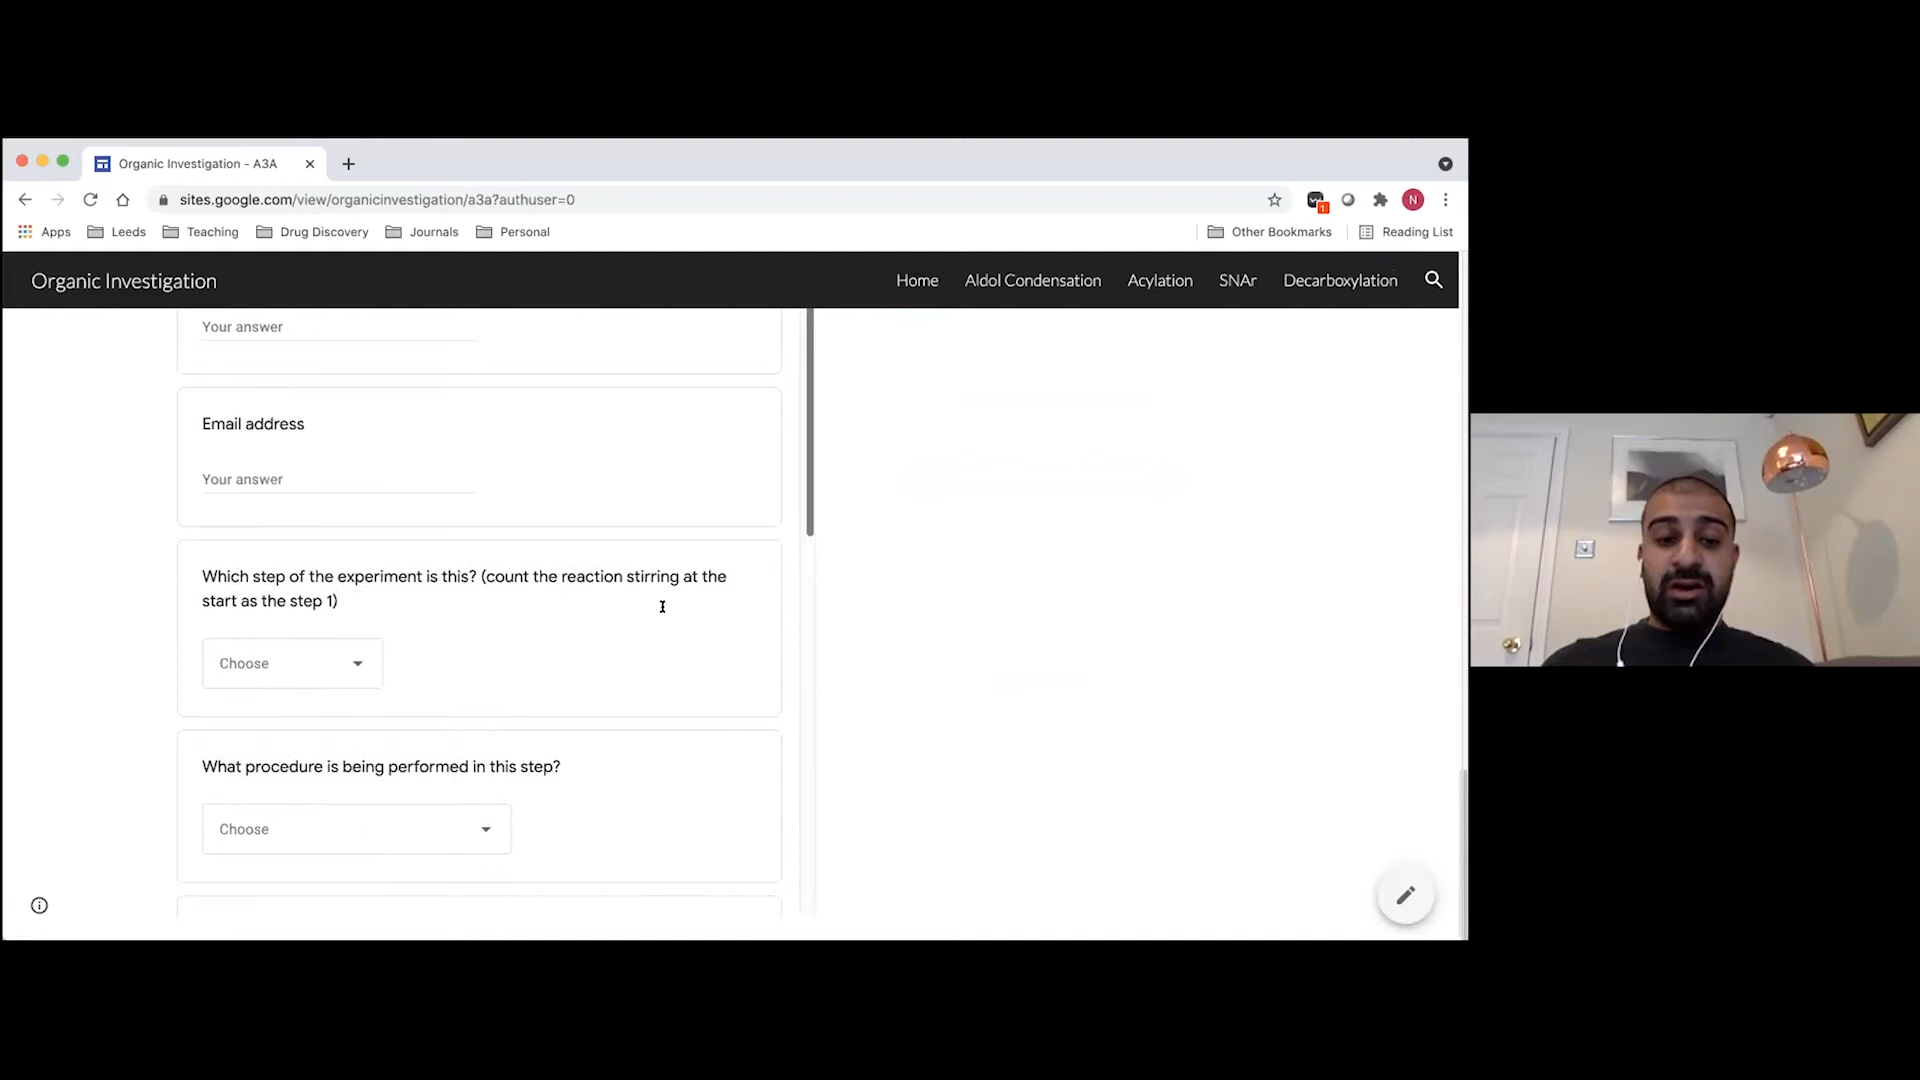 Organic Investigation - A3A
sites.google.com/view/organicinvestigation/a3a?authuser=0
1
N
Apps Leeds Teaching Drug Discovery Journals Personal Other Bookmarks Reading List
Organic Investigation Home Aldol Condensation Acylation SNAr Decarboxylation
Your answer
Email address
Your answer
Which step of the experiment is this? (count the reaction stirring at the
start as the step 1)
Choose
What procedure is being performed in this step?
Choose